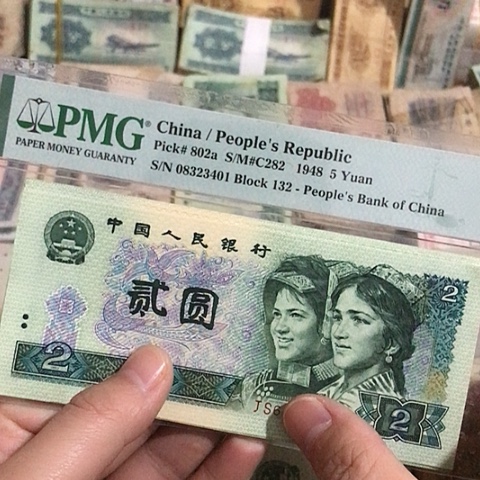 PMG®
PAPER MONEY GUARANTY
China / People's Republic
Pick# 802a S/M#C282 1948 5 Yuan
S/N 08323401 Block 132 - People's Bank of China
中国人民银行
贰圆
2
2
2
JS